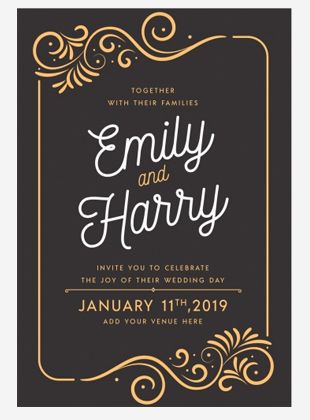 TOGETHER
WITH THEIR FAMILIES
Emily
and
Harry
INVITE YOU TO CELEBRATE
THE JOY OF THEIR WEDDING DAY
JANUARY 11TH,2019
ADD YOUR VENUE HERE